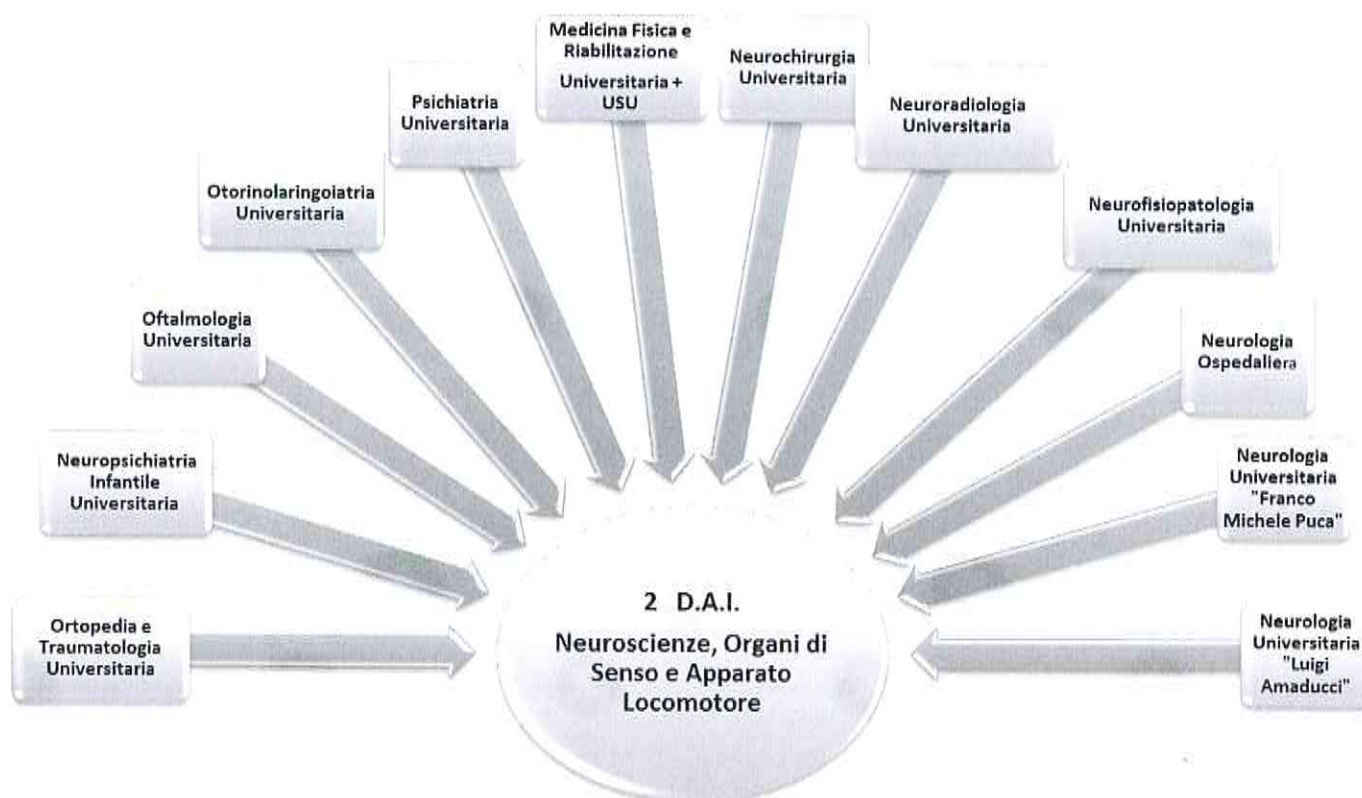 Medicina Fisica e
Riabilitazione
Universitaria +
USU
Neurochirurgia
Universitaria
Psichiatria
Universitaria
Neuroradiologia
Universitaria
Otorinolaringoiatria
Universitaria
Neurofisiopatologia
Universitaria
Oftalmologia
Universitaria
Neurologia
Ospedaliera
Neuropsichiatria
Infantile
Universitaria
Neurologia
Universitaria
"Franco
Michele Puca"
Ortopedia e
Traumatologia
Universitaria
Neurologia
Universitaria
"Luigi
Amaducci"
2 D.A.I.
Neuroscienze, Organi di
Senso e Apparato
Locomotore